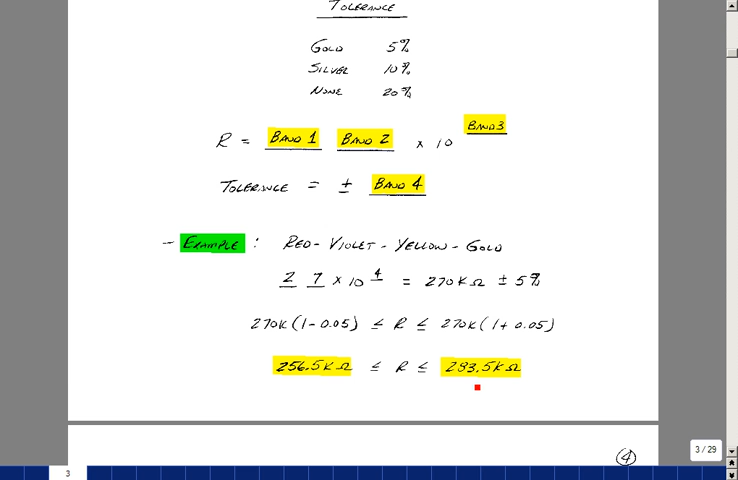 TOLERANCE
GOLD 5%
SILVER 10%
NONE 20%
R = BAND 1 BAND 2 × 10 BAND3
TOLERANCE = ± BAND 4
- EXAMPLE : RED - VIOLET - YELLOW - GOLD
2 7 × 10 4 = 270K Ω ± 5%
270K (1 - 0.05) ≤ R ≤ 270K (1 + 0.05)
256.5K Ω ≤ R ≤ 283.5K Ω
4
3 / 29
3